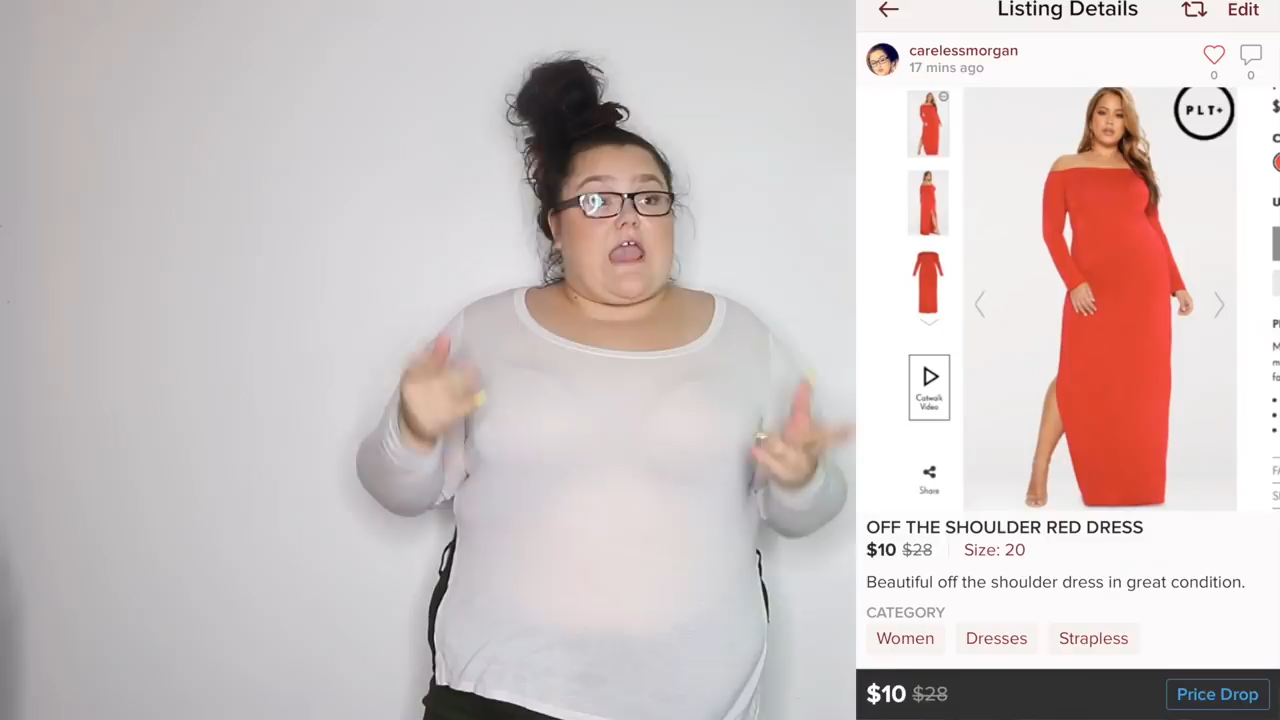 Listing Details
Edit
carelessmorgan
17 mins ago
0
0
PLT+
Catwalk
Video
Share
OFF THE SHOULDER RED DRESS
$10 $28
Size: 20
Beautiful off the shoulder dress in great condition.
CATEGORY
Women
Dresses
Strapless
$10 $28
Price Drop